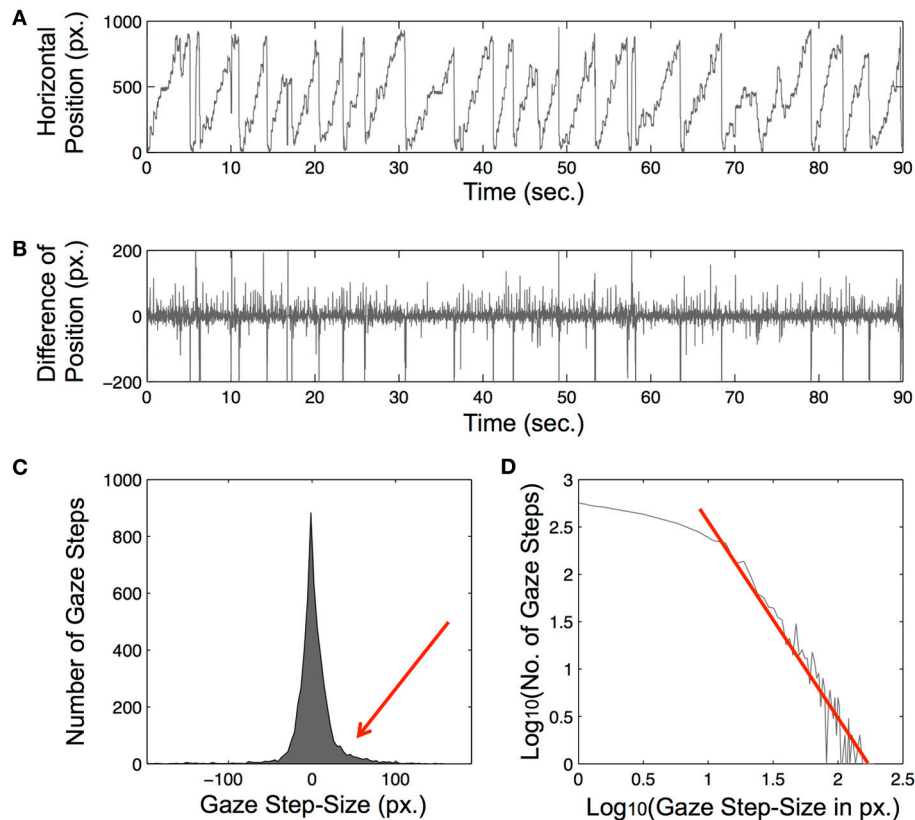 A
Horizontal
Position (px.)
1000
500
0
0 10 20 30 40 50 60 70 80 90
Time (sec.)
B
Difference of
Position (px.)
200
0
−200
0 10 20 30 40 50 60 70 80 90
Time (sec.)
C
Number of Gaze Steps
1000
800
600
400
200
0
−100 0 100
Gaze Step-Size (px.)
D
Log10(No. of Gaze Steps)
3
2.5
2
1.5
1
0.5
0
0 0.5 1 1.5 2 2.5
Log10(Gaze Step-Size in px.)